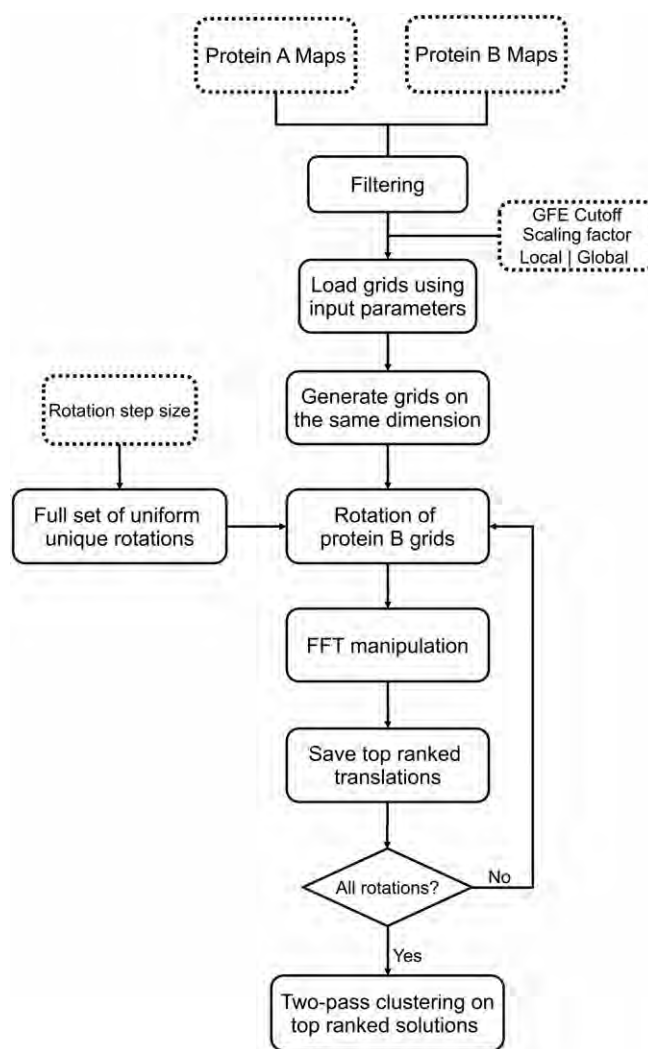 Protein A Maps
Protein B Maps
Filtering
GFE Cutoff
Scaling factor
Local | Global
Load grids using
input parameters
Generate grids on
the same dimension
Rotation step size
Full set of uniform
unique rotations
Rotation of
protein B grids
FFT manipulation
Save top ranked
translations
All rotations?
No
Yes
Two-pass clustering on
top ranked solutions